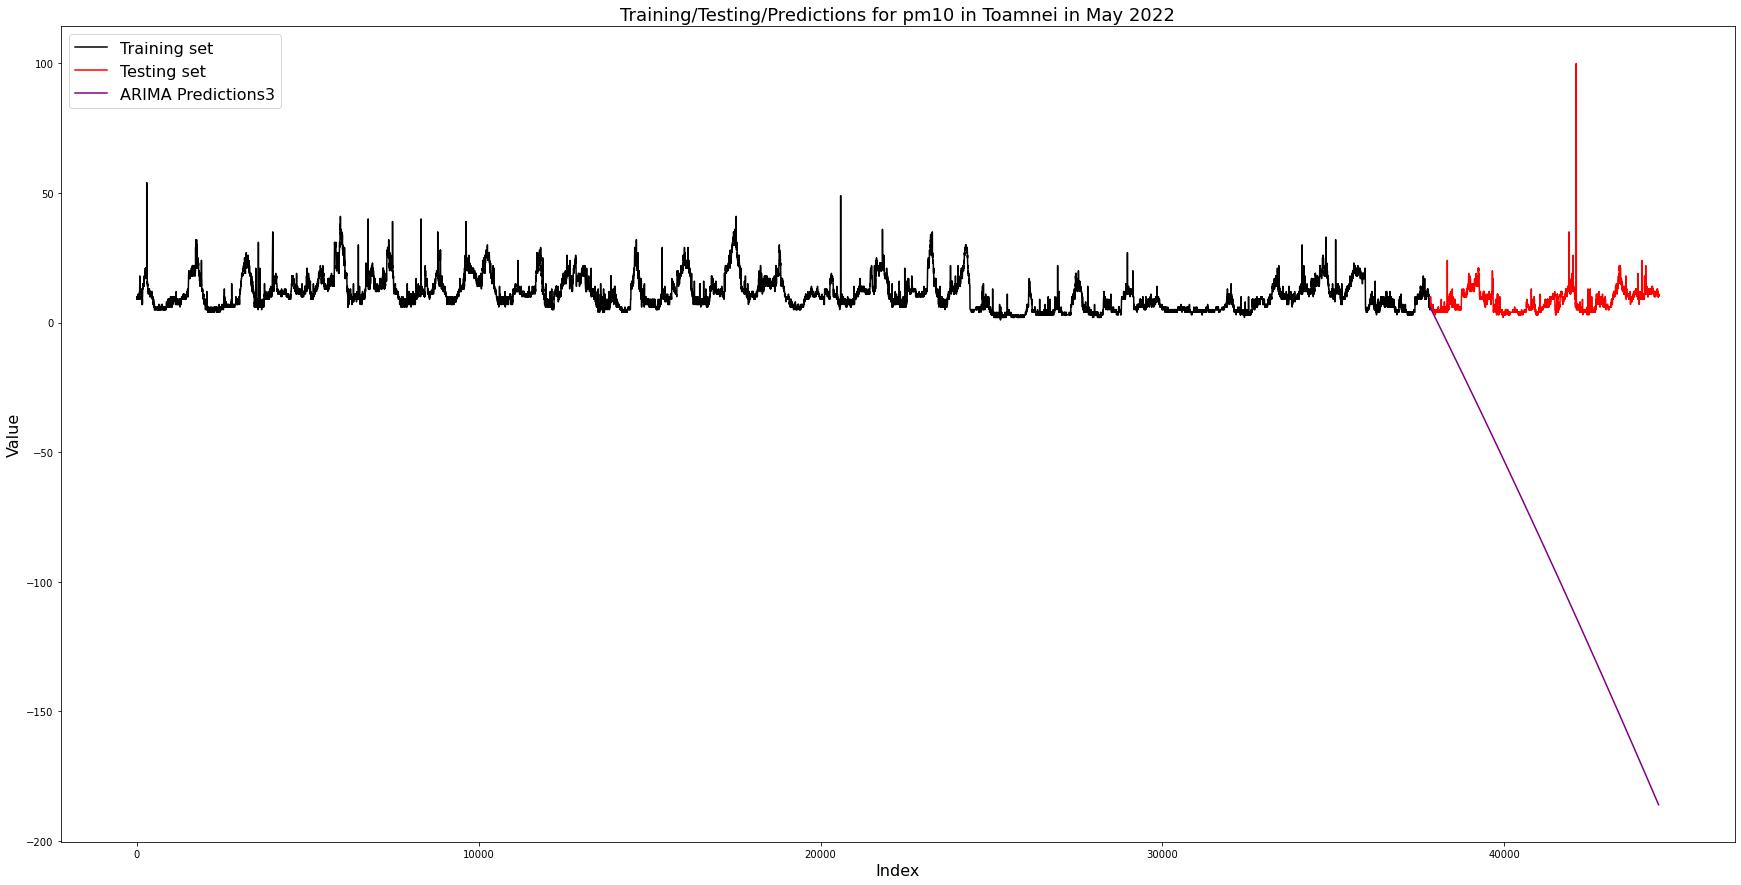 Training/Testing/Predictions for pm10 in Toamnei in May 2022
Training set
Testing set
ARIMA Predictions3
100
50
0
−50
−100
−150
−200
Value
0 10000 20000 30000 40000
Index